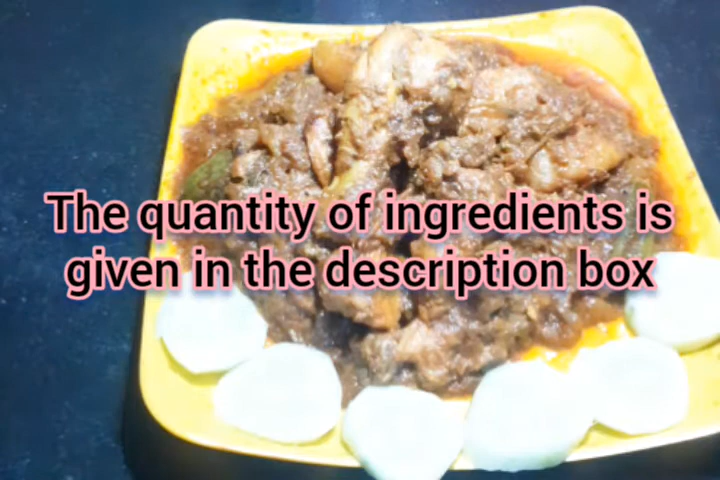 The quantity of ingredients is
given in the description box